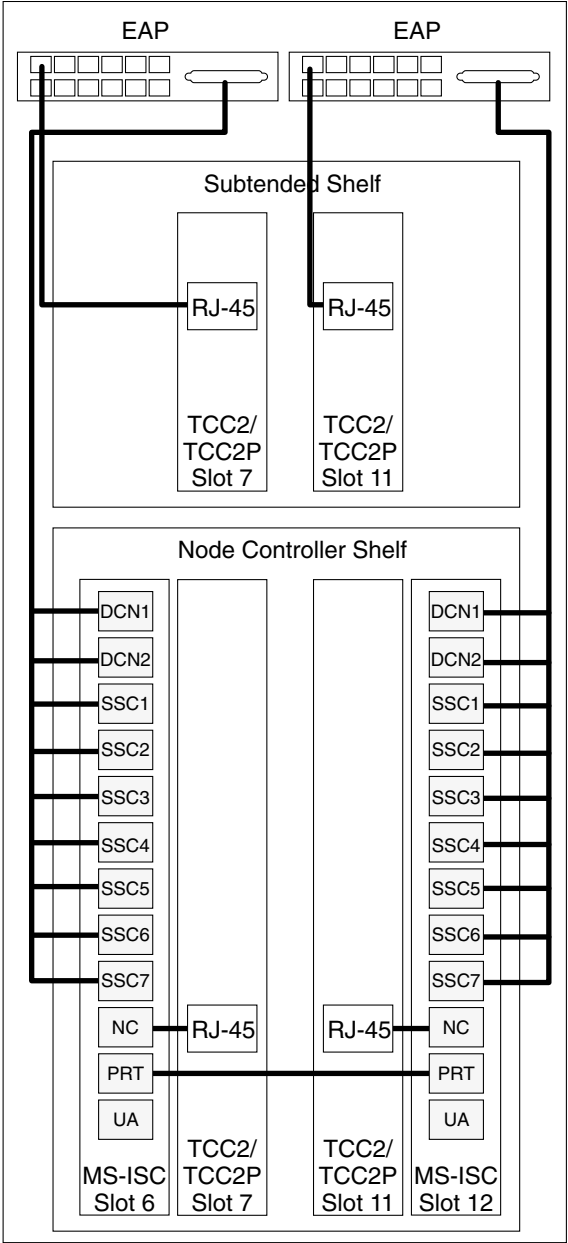 EAP
EAP
Subtended Shelf
RJ-45
RJ-45
TCC2/
TCC2P
Slot 7
TCC2/
TCC2P
Slot 11
Node Controller Shelf
DCN1
DCN2
SSC1
SSC2
SSC3
SSC4
SSC5
SSC6
SSC7
NC
PRT
UA
MS-ISC
Slot 6
RJ-45
TCC2/
TCC2P
Slot 7
RJ-45
TCC2/
TCC2P
Slot 11
DCN1
DCN2
SSC1
SSC2
SSC3
SSC4
SSC5
SSC6
SSC7
NC
PRT
UA
MS-ISC
Slot 12